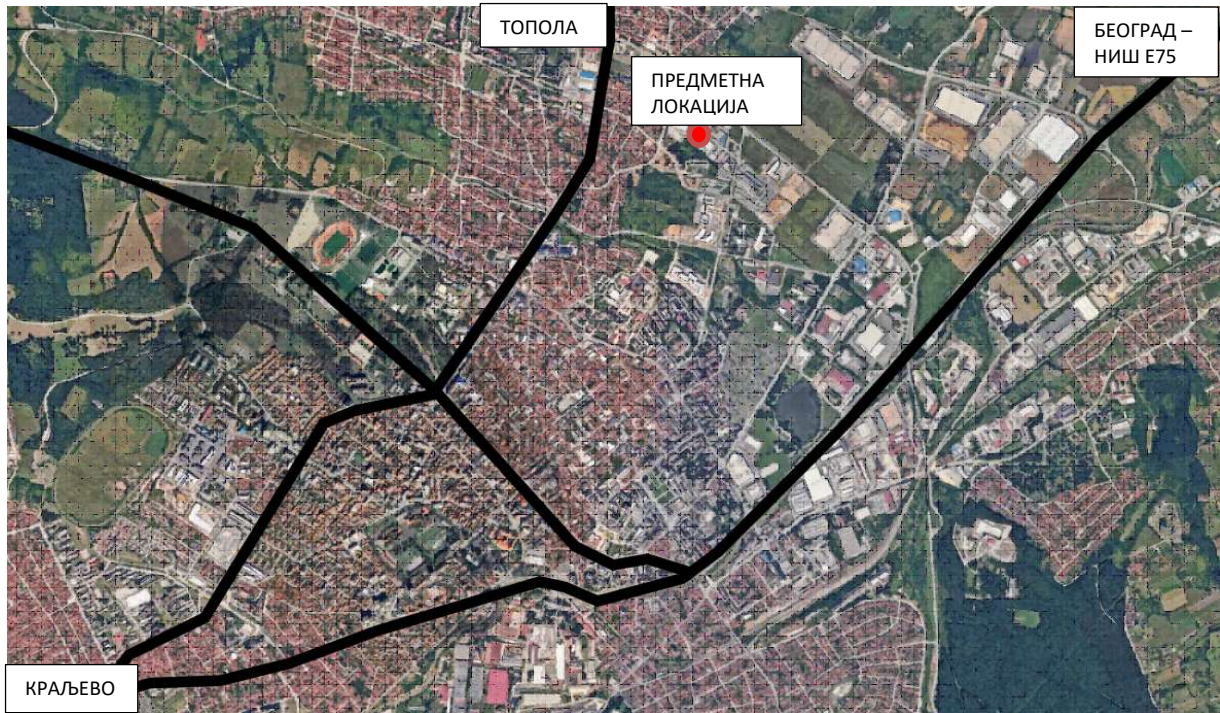 ТОПОЛА
БЕОГРАД –
НИШ Е75
ПРЕДМЕТНА
ЛОКАЦИЈА
КРАЉЕВО